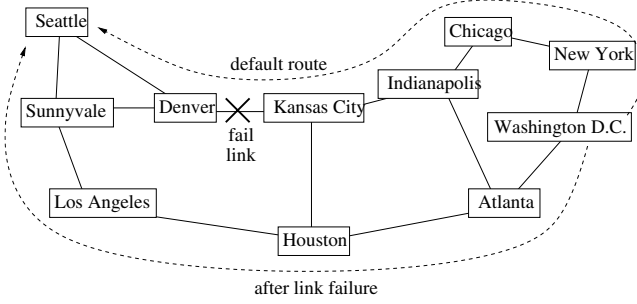 Seattle
Chicago
New York
default route
Indianapolis
Sunnyvale
Denver
Kansas City
fail
link
Washington D.C.
Los Angeles
Atlanta
Houston
after link failure